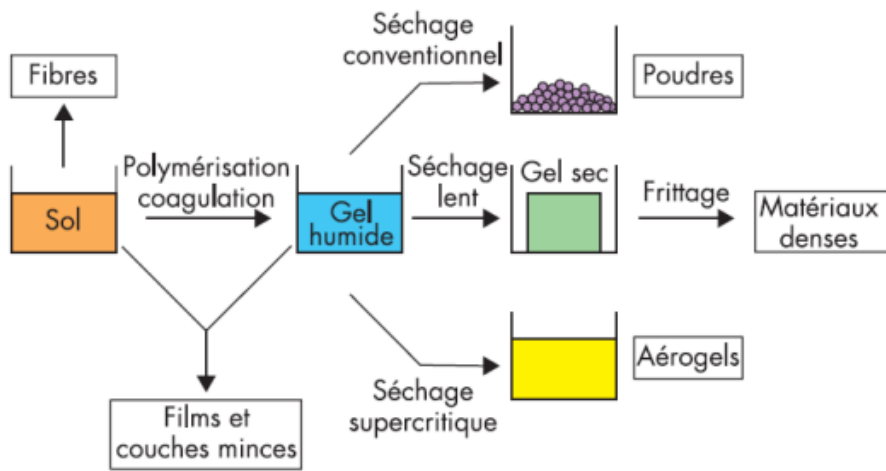 Séchage
conventionnel
Fibres
Poudres
Polymérisation
coagulation
Séchage
lent
Gel sec
Frittage
Sol
Gel
humide
Matériaux
denses
Aérogels
Séchage
supercritique
Films et
couches minces